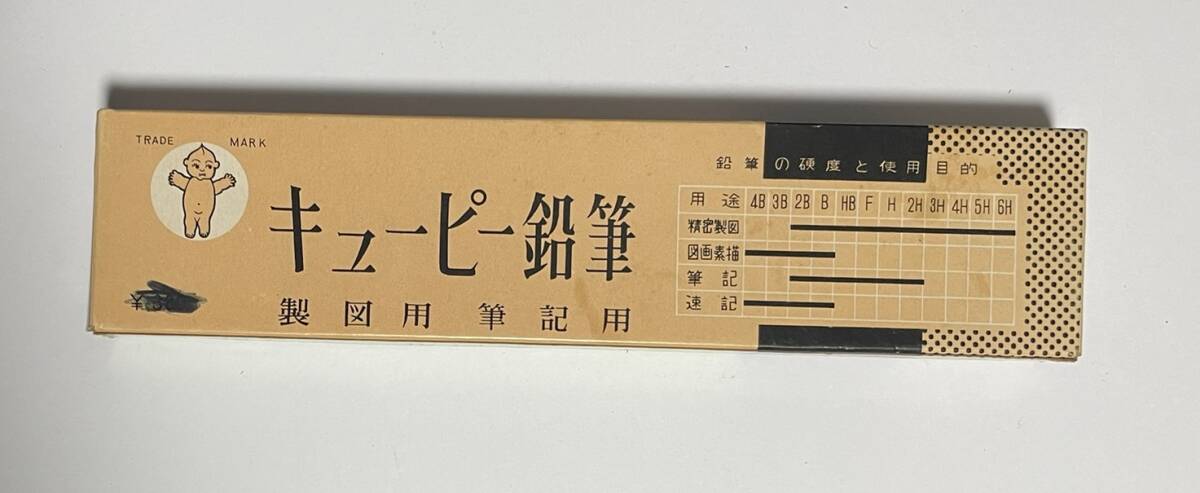 TRADE MARK
キューピー鉛筆
製図用 筆記用
鉛筆の硬度と使用目的
用途 4B 3B 2B B HB F H 2H 3H 4H 5H 6H
精密製図
図画素描
筆記
速記
¥